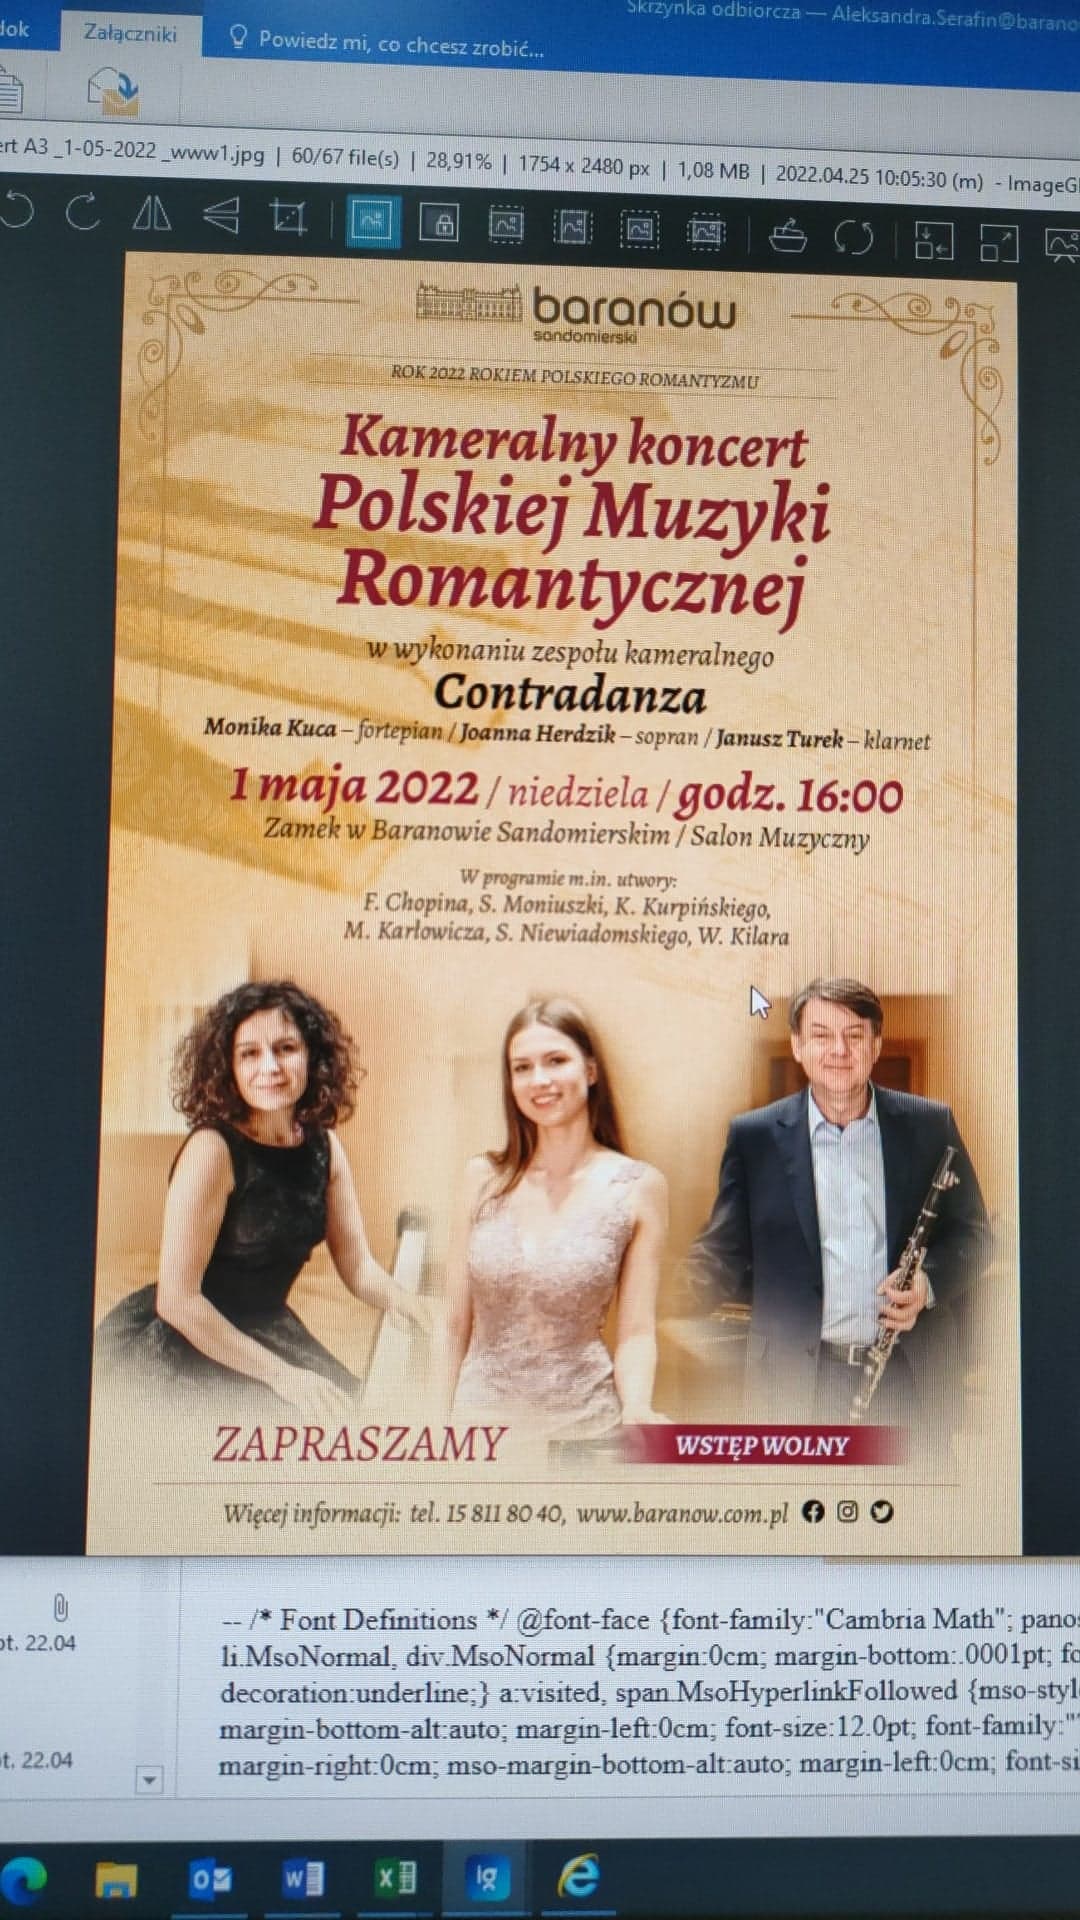 Skrzynka odbiorcza — Aleksandra.Serafin@barano
dok
Załączniki
Powiedz mi, co chcesz zrobić...
ert A3 _1-05-2022 _www1.jpg | 60/67 file(s) | 28,91% | 1754 x 2480 px | 1,08 MB | 2022.04.25 10:05:30 (m) - ImageGl
baranów
sandomierski
ROK 2022 ROKIEM POLSKIEGO ROMANTYZMU
Kameralny koncert
Polskiej Muzyki
Romantycznej
w wykonaniu zespołu kameralnego
Contradanza
Monika Kuca – fortepian / Joanna Herdzik – sopran / Janusz Turek – klarnet
1 maja 2022 / niedziela / godz. 16:00
Zamek w Baranowie Sandomierskim / Salon Muzyczny
W programie m.in. utwory:
F. Chopina, S. Moniuszki, K. Kurpińskiego,
M. Karłowicza, S. Niewiadomskiego, W. Kilara
ZAPRASZAMY
WSTĘP WOLNY
Więcej informacji: tel. 15 811 80 40, www.baranow.com.pl
-- /* Font Definitions */ @font-face {font-family:"Cambria Math"; pano
pt. 22.04
li.MsoNormal, div.MsoNormal {margin:0cm; margin-bottom:.0001pt; fo
decoration:underline;} a:visited, span.MsoHyperlinkFollowed {mso-styl
margin-bottom-alt:auto; margin-left:0cm; font-size:12.0pt; font-family:"
pt. 22.04
margin-right:0cm; mso-margin-bottom-alt:auto; margin-left:0cm; font-si
Ig